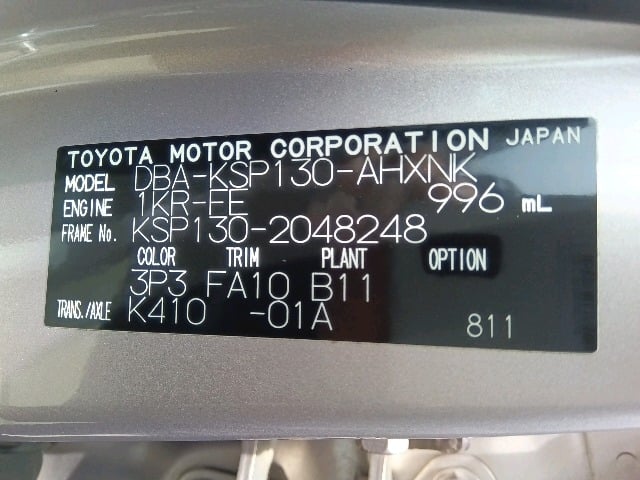 TOYOTA MOTOR CORPORATION JAPAN
MODEL DBA-KSP130-AHXNK
ENGINE 1KR-FE 996 mL
FRAME No. KSP130-2048248
COLOR TRIM PLANT OPTION
3P3 FA10 B11
TRANS./AXLE K410 -01A
811